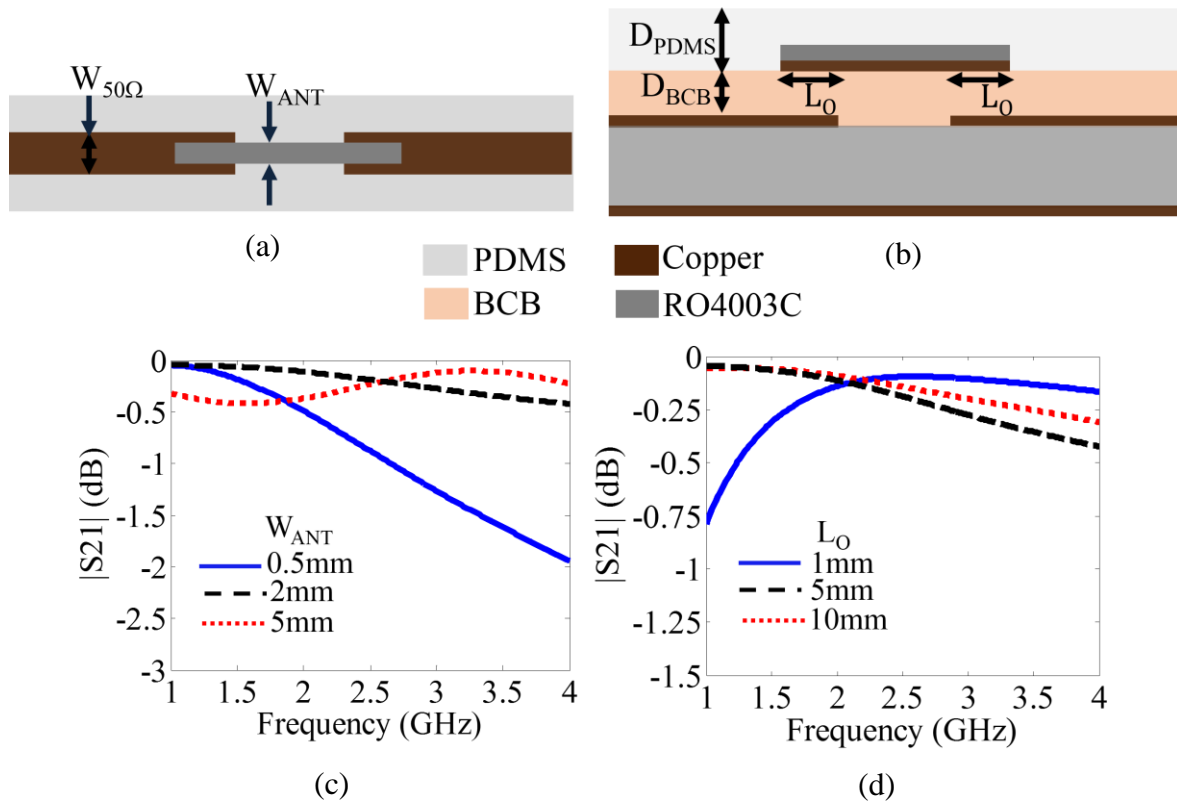 W50Ω
WANT
(a)
DPDMS
DBCB
LO
LO
(b)
PDMS
Copper
BCB
RO4003C
|S21| (dB)
0
-0.5
-1
-1.5
-2
-2.5
-3
WANT
0.5mm
2mm
5mm
1
1.5
2
2.5
3
3.5
4
Frequency (GHz)
(c)
|S21| (dB)
0
-0.25
-0.5
-0.75
-1
-1.25
-1.5
LO
1mm
5mm
10mm
1
1.5
2
2.5
3
3.5
4
Frequency (GHz)
(d)